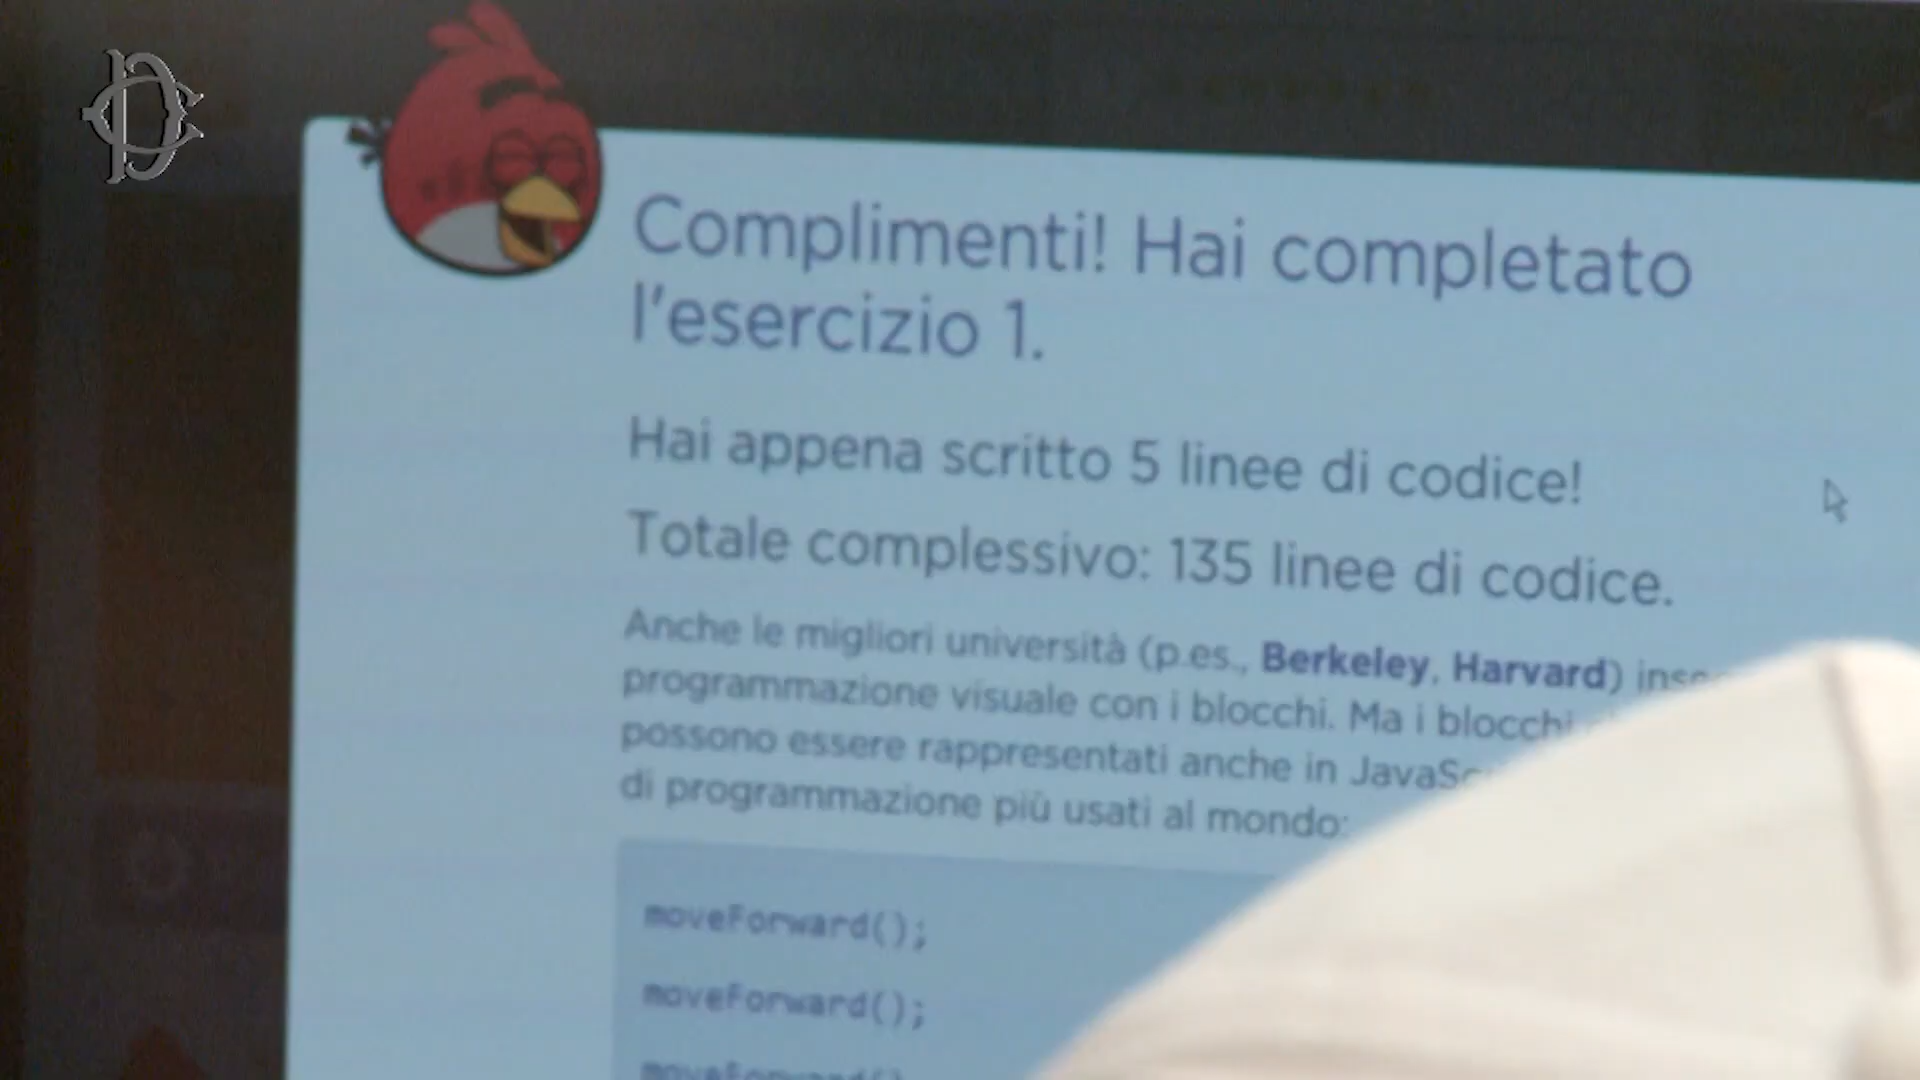 Complimenti! Hai completato
l'esercizio 1.
Hai appena scritto 5 linee di codice!
Totale complessivo: 135 linee di codice.
Anche le migliori università (p.es., Berkeley, Harvard)
programmazione visuale con i blocchi. Ma i blocchi
possono essere rappresentati anche in
di programmazione più usati al mondo:
moveForward();
moveForward();
moveForward()